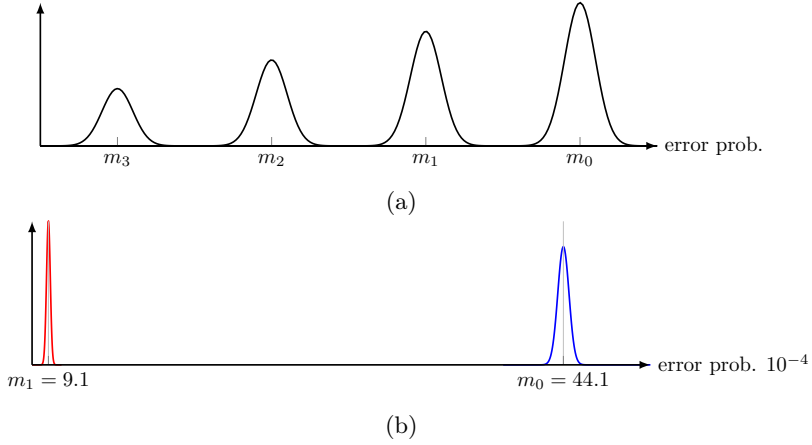 m₃ m₂ m₁ m₀ error prob.
(a)
error prob. 10⁻⁴
m₁ = 9.1 m₀ = 44.1
(b)